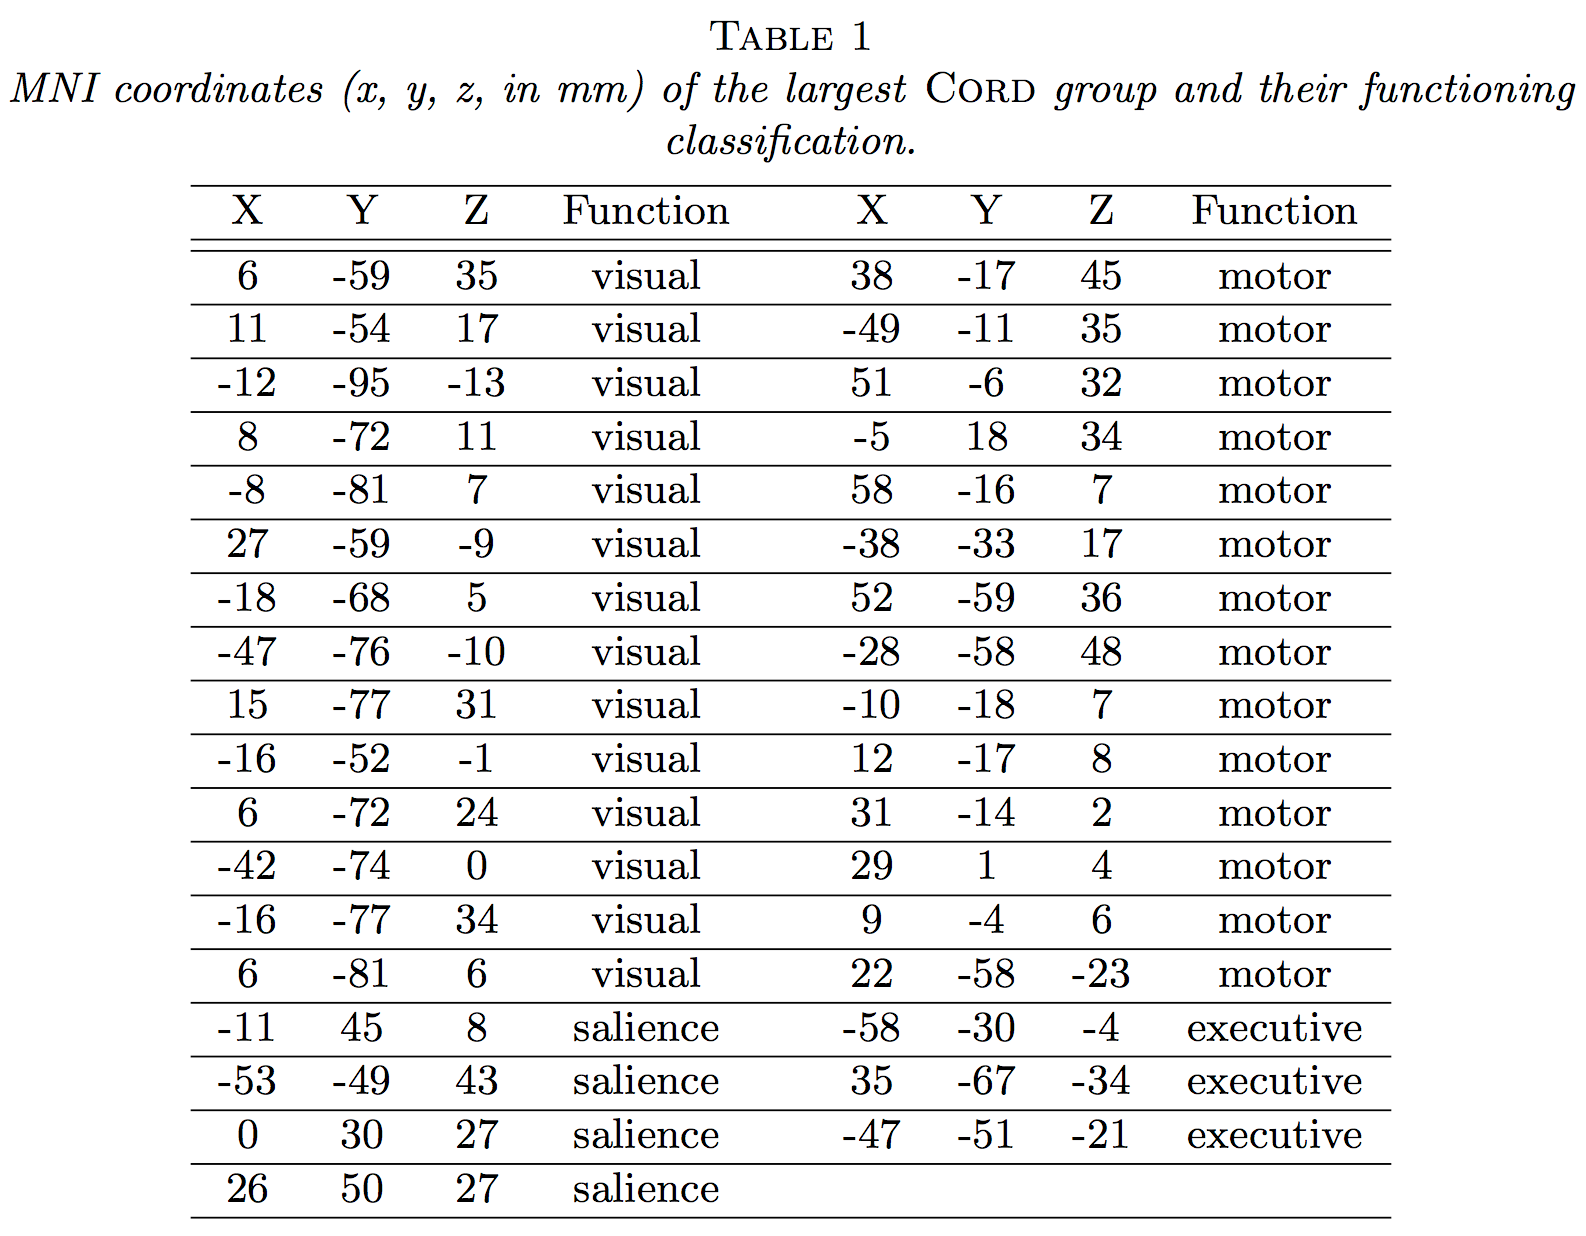 TABLE 1
MNI coordinates (x, y, z, in mm) of the largest CORD group and their functioning
classification.
X Y Z Function X Y Z Function
6 -59 35 visual 38 -17 45 motor
11 -54 17 visual -49 -11 35 motor
-12 -95 -13 visual 51 -6 32 motor
8 -72 11 visual -5 18 34 motor
-8 -81 7 visual 58 -16 7 motor
27 -59 -9 visual -38 -33 17 motor
-18 -68 5 visual 52 -59 36 motor
-47 -76 -10 visual -28 -58 48 motor
15 -77 31 visual -10 -18 7 motor
-16 -52 -1 visual 12 -17 8 motor
6 -72 24 visual 31 -14 2 motor
-42 -74 0 visual 29 1 4 motor
-16 -77 34 visual 9 -4 6 motor
6 -81 6 visual 22 -58 -23 motor
-11 45 8 salience -58 -30 -4 executive
-53 -49 43 salience 35 -67 -34 executive
0 30 27 salience -47 -51 -21 executive
26 50 27 salience